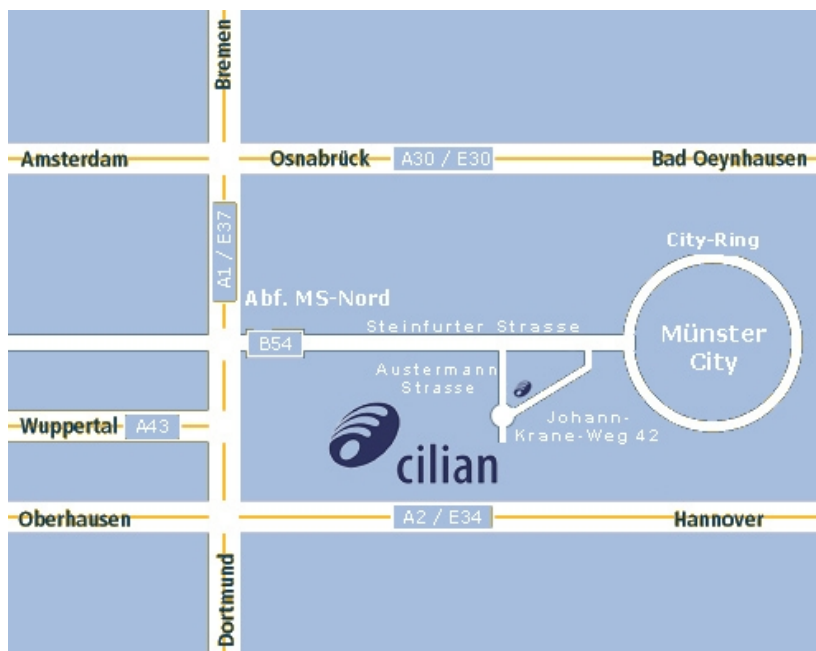 Bremen
Amsterdam
Osnabrück
A30 / E30
Bad Oeynhausen
A1 / E37
City-Ring
Abf. MS-Nord
Steinfurter Strasse
B54
Münster
City
Austermann
Strasse
Johann-
Krane-Weg 42
Wuppertal
A43
cilian
Oberhausen
A2 / E34
Hannover
Dortmund